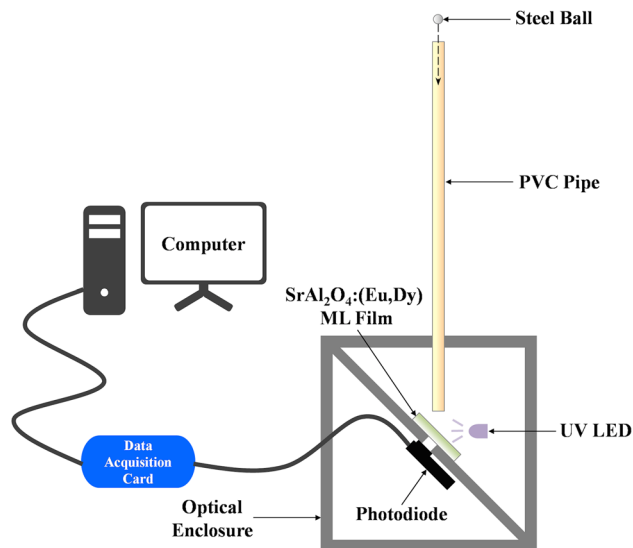 Steel Ball
PVC Pipe
Computer
SrAl₂O₄:(Eu,Dy)
ML Film
UV LED
Data
Acquisition
Card
Optical
Enclosure
Photodiode